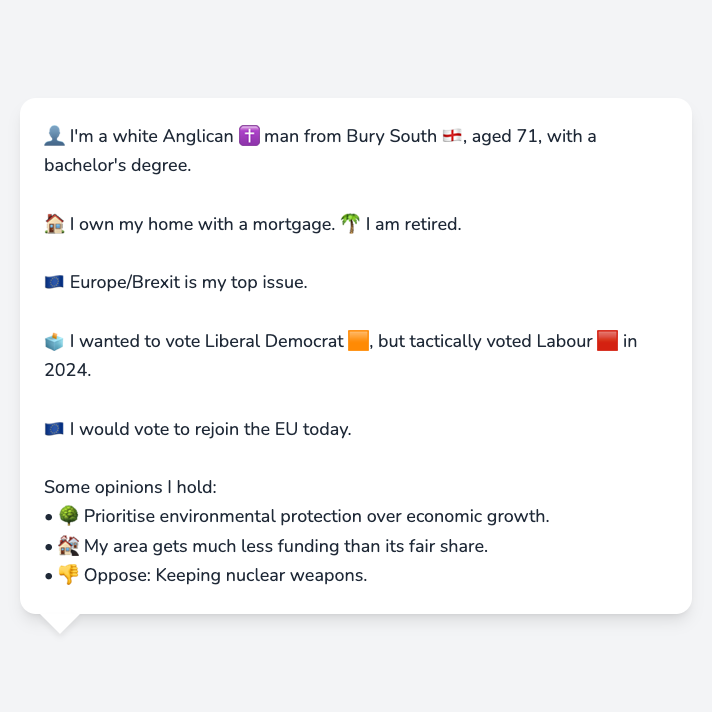 👤 I'm a white Anglican ✝️ man from Bury South 🏴󠁧󠁢󠁥󠁮󠁧󠁿, aged 71, with a
bachelor's degree.
🏠 I own my home with a mortgage. 🌴 I am retired.
🇪🇺 Europe/Brexit is my top issue.
🗳️ I wanted to vote Liberal Democrat 🟧, but tactically voted Labour 🟥 in
2024.
🇪🇺 I would vote to rejoin the EU today.
Some opinions I hold:
• 🌳 Prioritise environmental protection over economic growth.
• 🏚️ My area gets much less funding than its fair share.
• 👎 Oppose: Keeping nuclear weapons.